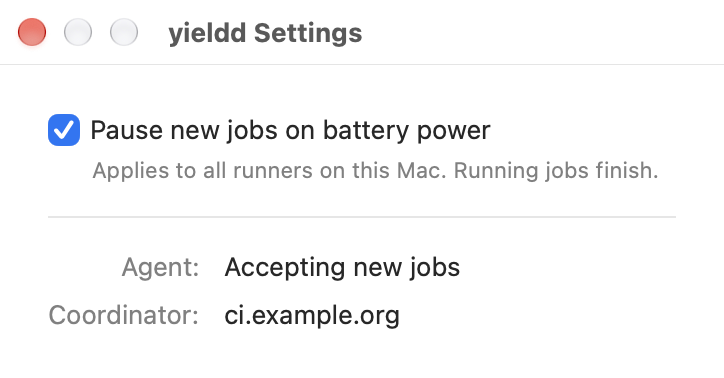 yieldd Settings
Pause new jobs on battery power
Applies to all runners on this Mac. Running jobs finish.
Agent: Accepting new jobs
Coordinator: ci.example.org